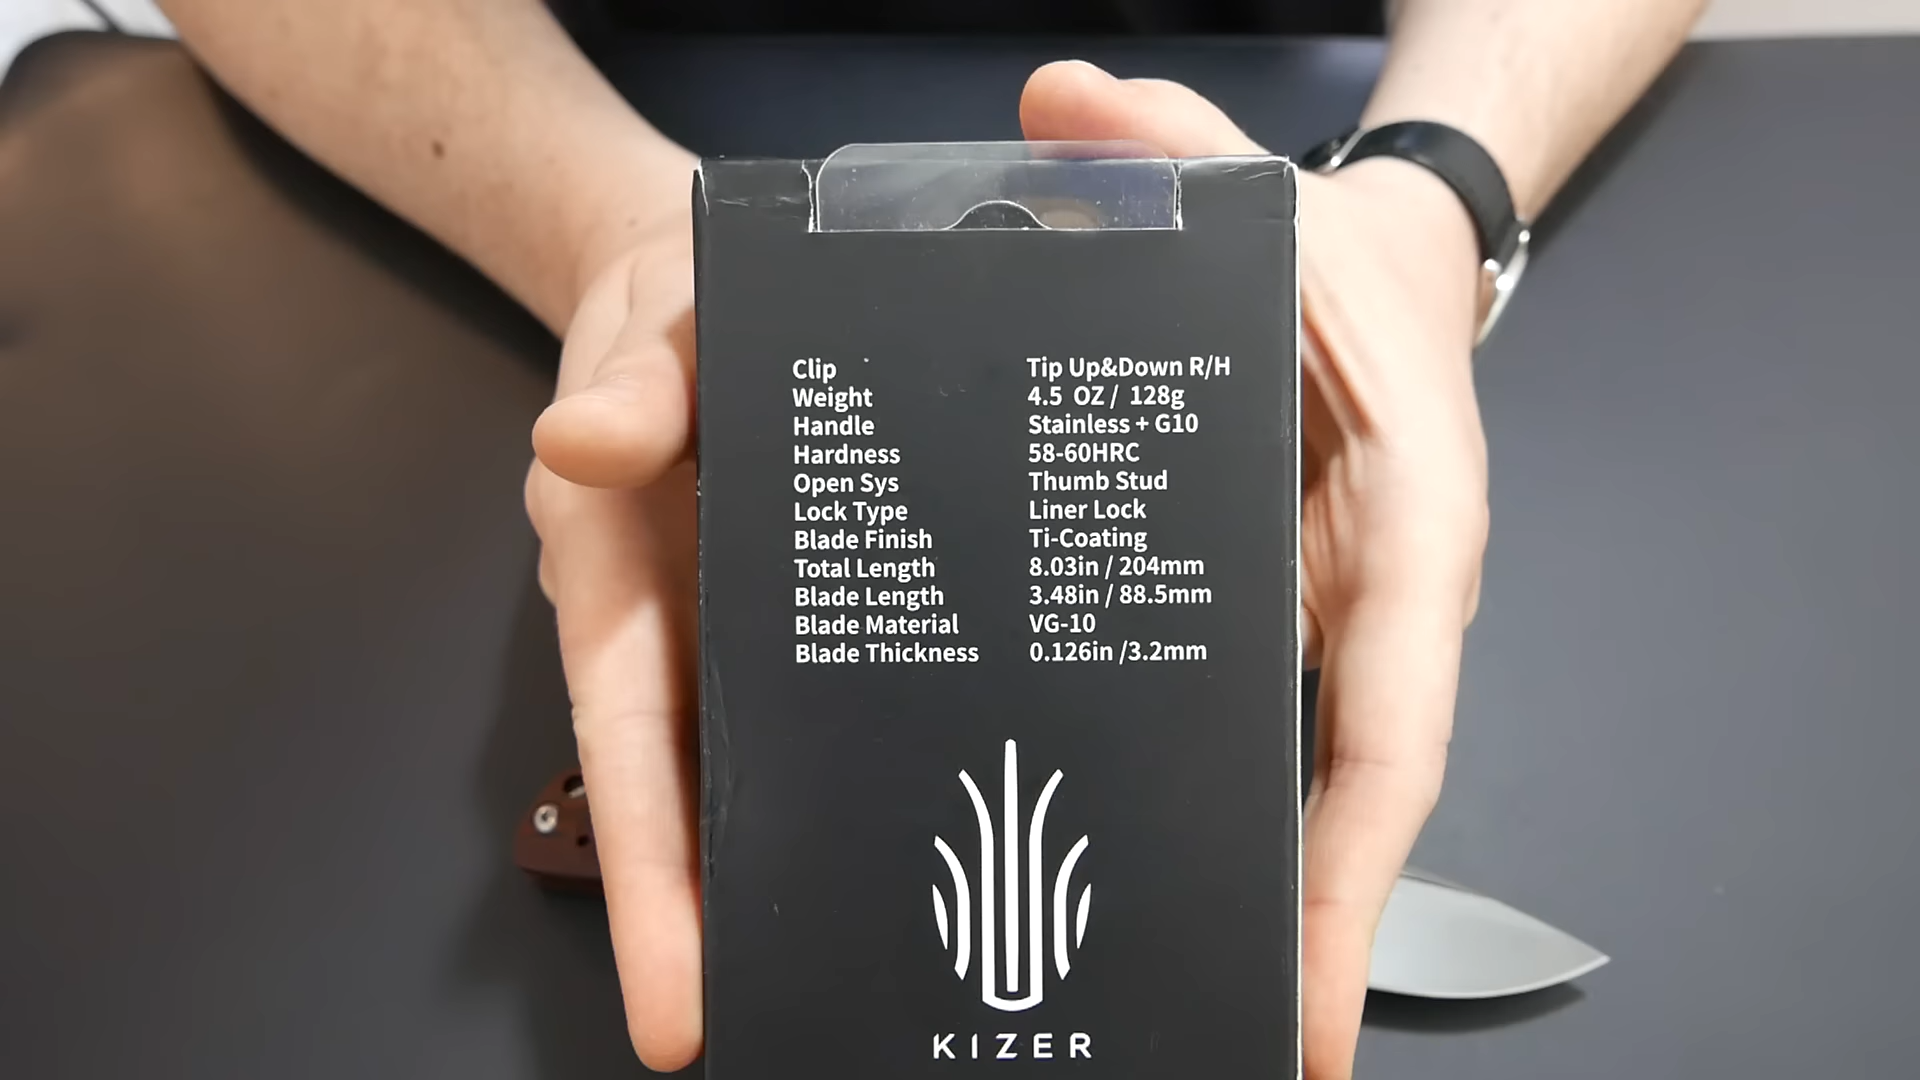 Clip Tip Up&Down R/H
Weight 4.5 OZ / 128g
Handle Stainless + G10
Hardness 58-60HRC
Open Sys Thumb Stud
Lock Type Liner Lock
Blade Finish Ti-Coating
Total Length 8.03in / 204mm
Blade Length 3.48in / 88.5mm
Blade Material VG-10
Blade Thickness 0.126in /3.2mm
KIZER